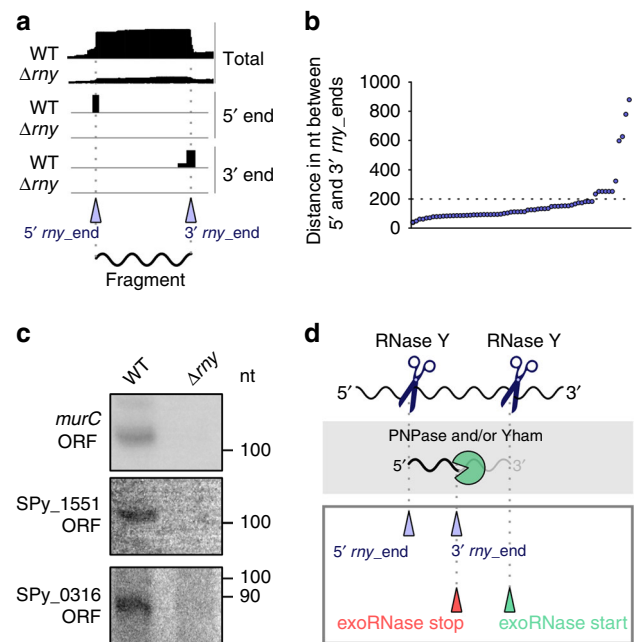 a
WT
Δrny
Total
WT
Δrny
5′ end
WT
Δrny
3′ end
5′ rny_end
3′ rny_end
Fragment
b
Distance in nt between
5′ and 3′ rny_ends
1000
800
600
400
200
0
c
WT
Δrny
nt
murC
ORF
100
SPy_1551
ORF
100
SPy_0316
ORF
100
90
d
RNase Y
RNase Y
5′
3′
PNPase and/or Yham
5′
3′
5′ rny_end
3′ rny_end
exoRNase stop
exoRNase start